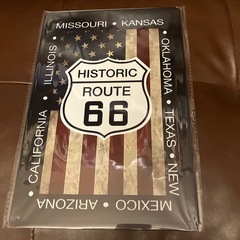 MISSOURI • KANSAS
• OKLAHOMA • TEXAS • NEW
MEXICO • ARIZONA
• CALIFORNIA • ILLINOIS •
HISTORIC
ROUTE
66